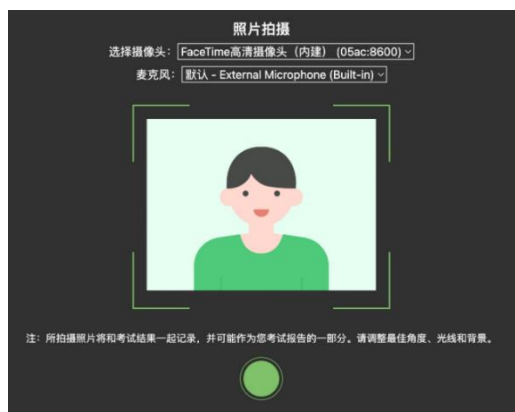 照片拍摄
选择摄像头： FaceTime高清摄像头（内建） (05ac:8600)
麦克风： 默认 - External Microphone (Built-in)
注：所拍摄照片将和考试结果一起记录，并可能作为您考试报告的一部分。请调整最佳角度、光线和背景。